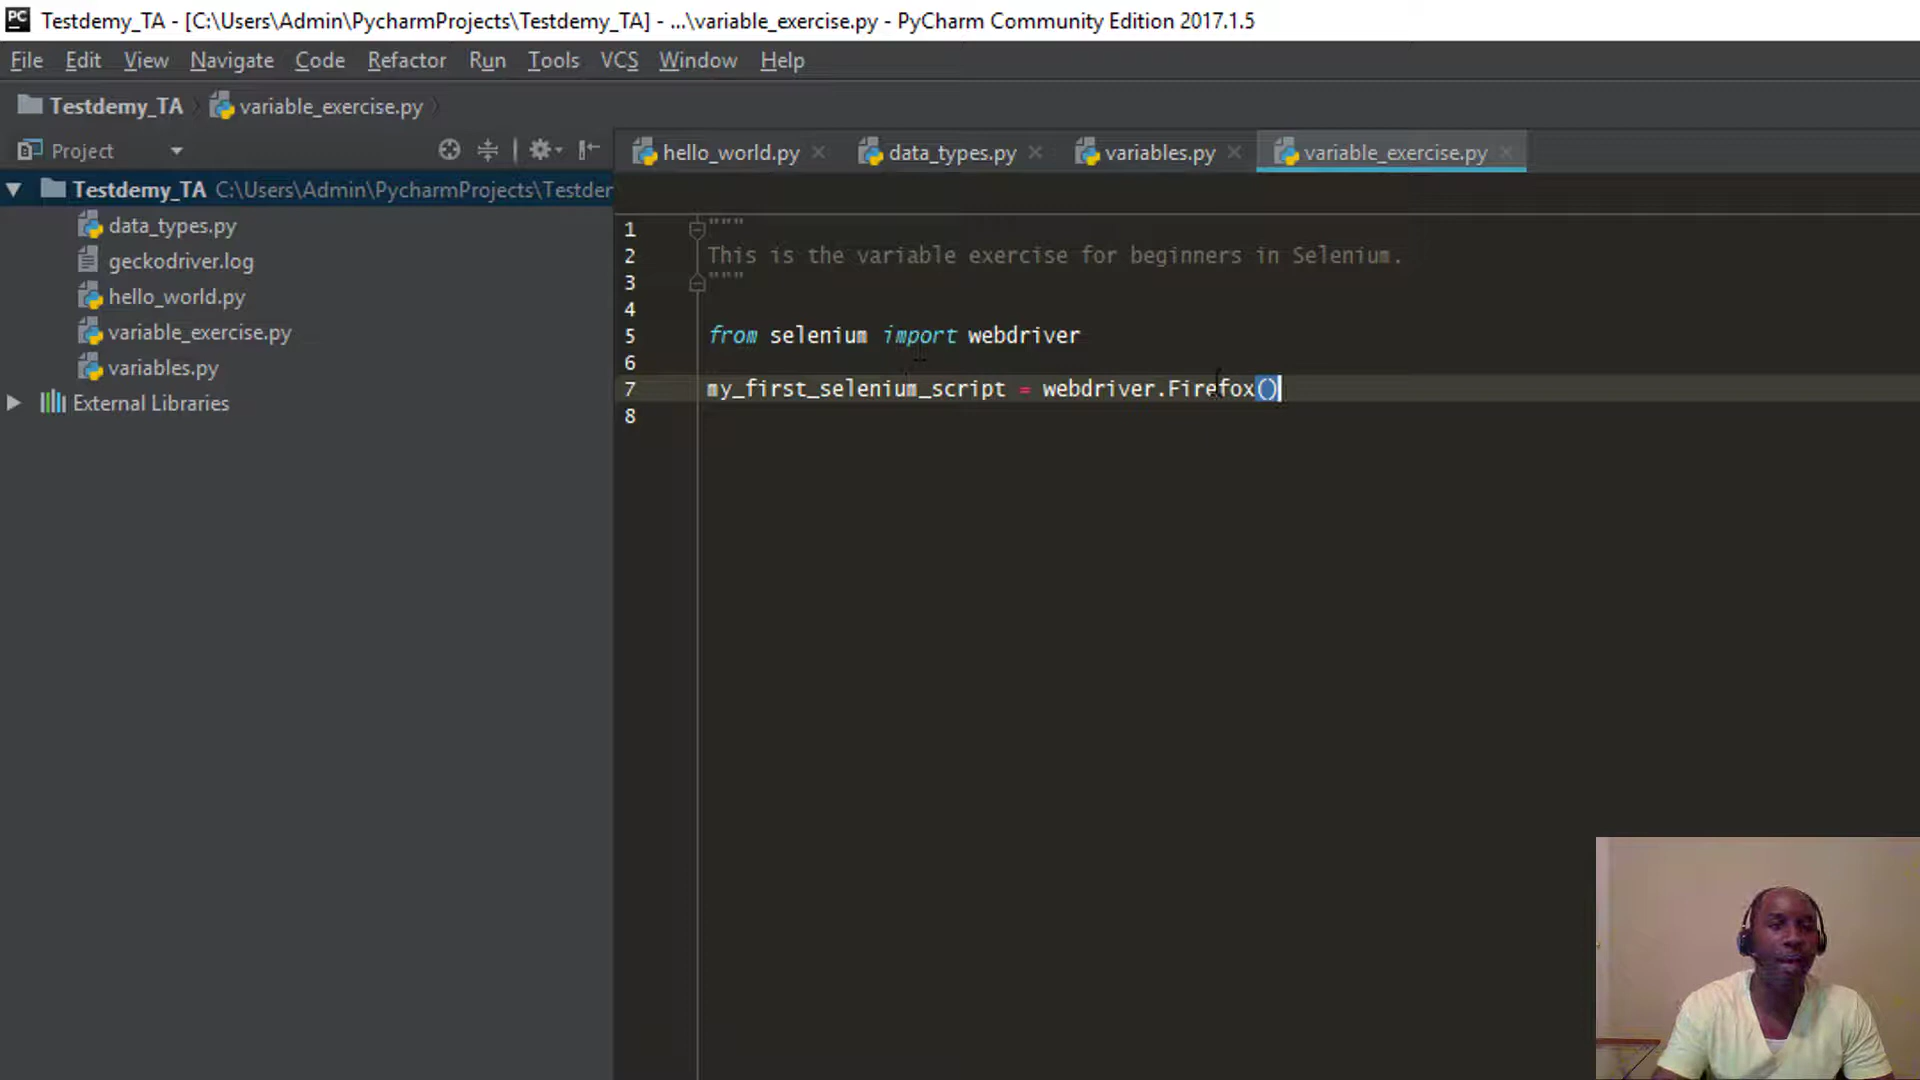 PC Testdemy_TA - [C:\Users\Admin\PycharmProjects\Testdemy_TA] - ...\variable_exercise.py - PyCharm Community Edition 2017.1.5
File Edit View Navigate Code Refactor Run Tools VCS Window Help
Testdemy_TA variable_exercise.py
Project
hello_world.py data_types.py variables.py variable_exercise.py
Testdemy_TA C:\Users\Admin\PycharmProjects\Testder
data_types.py
geckodriver.log
hello_world.py
variable_exercise.py
variables.py
External Libraries
1 """
2 This is the variable exercise for beginners in Selenium.
3 """
4
5 from selenium import webdriver
6
7 my_first_selenium_script = webdriver.Firefox()
8